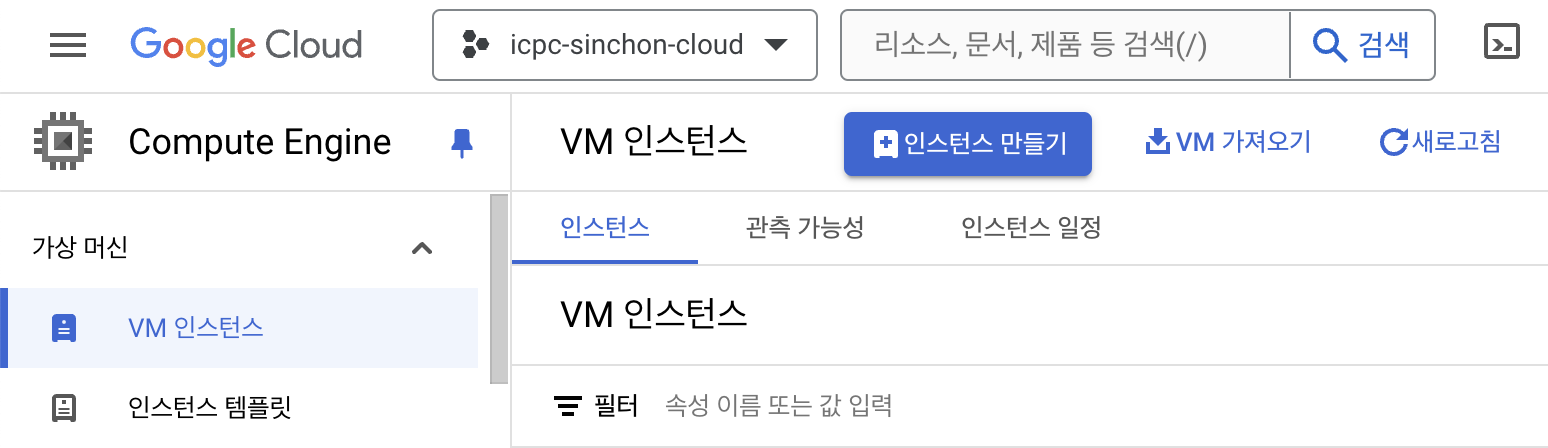 Google Cloud icpc-sinchon-cloud 리소스, 문서, 제품 등 검색(/) 검색
Compute Engine
VM 인스턴스 인스턴스 만들기 VM 가져오기 새로고침
가상 머신
VM 인스턴스
인스턴스 템플릿
인스턴스 관측 가능성 인스턴스 일정
VM 인스턴스
필터 속성 이름 또는 값 입력